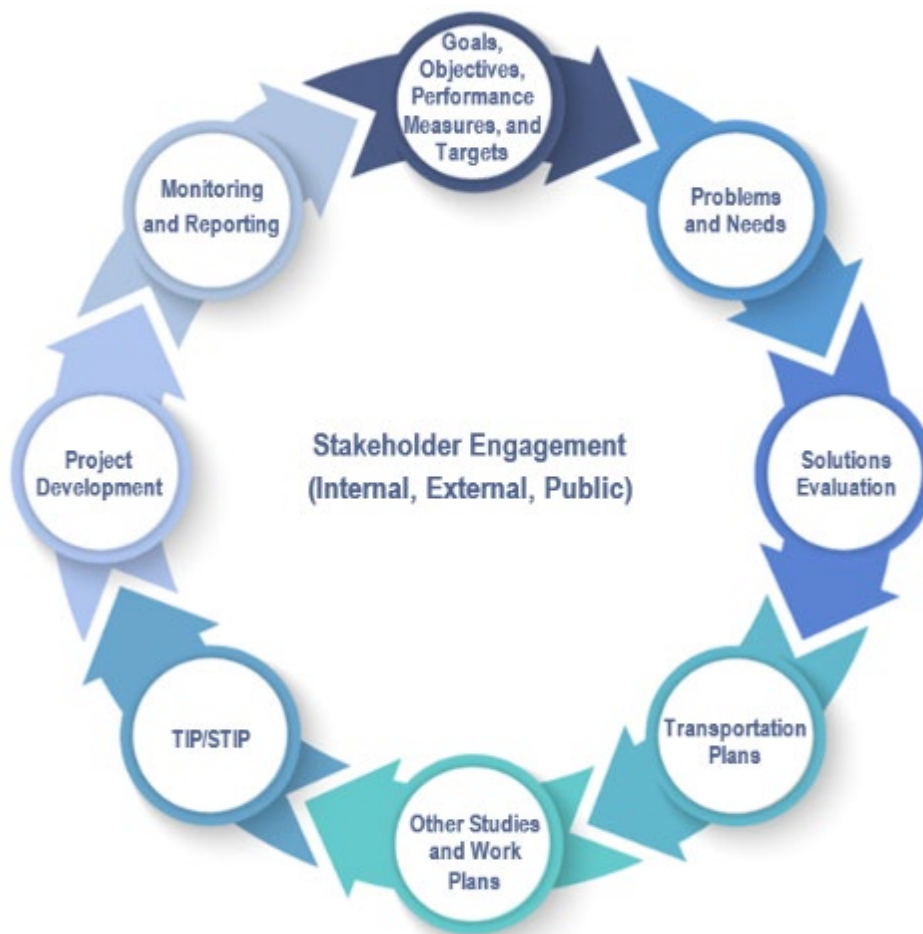 Goals,
Objectives,
Performance
Measures, and
Targets
Problems
and Needs
Solutions
Evaluation
Transportation
Plans
Other Studies
and Work
Plans
TIP/STIP
Project
Development
Monitoring
and Reporting
Stakeholder Engagement
(Internal, External, Public)